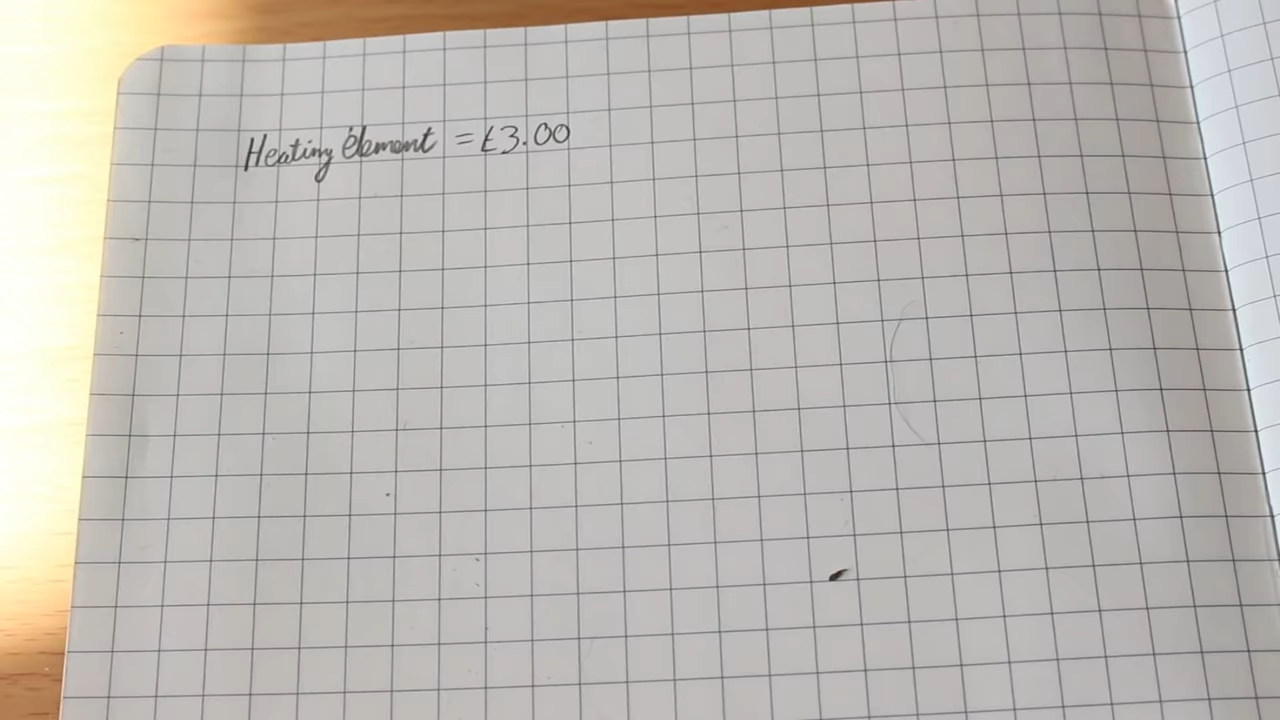 Heating element = £3.00